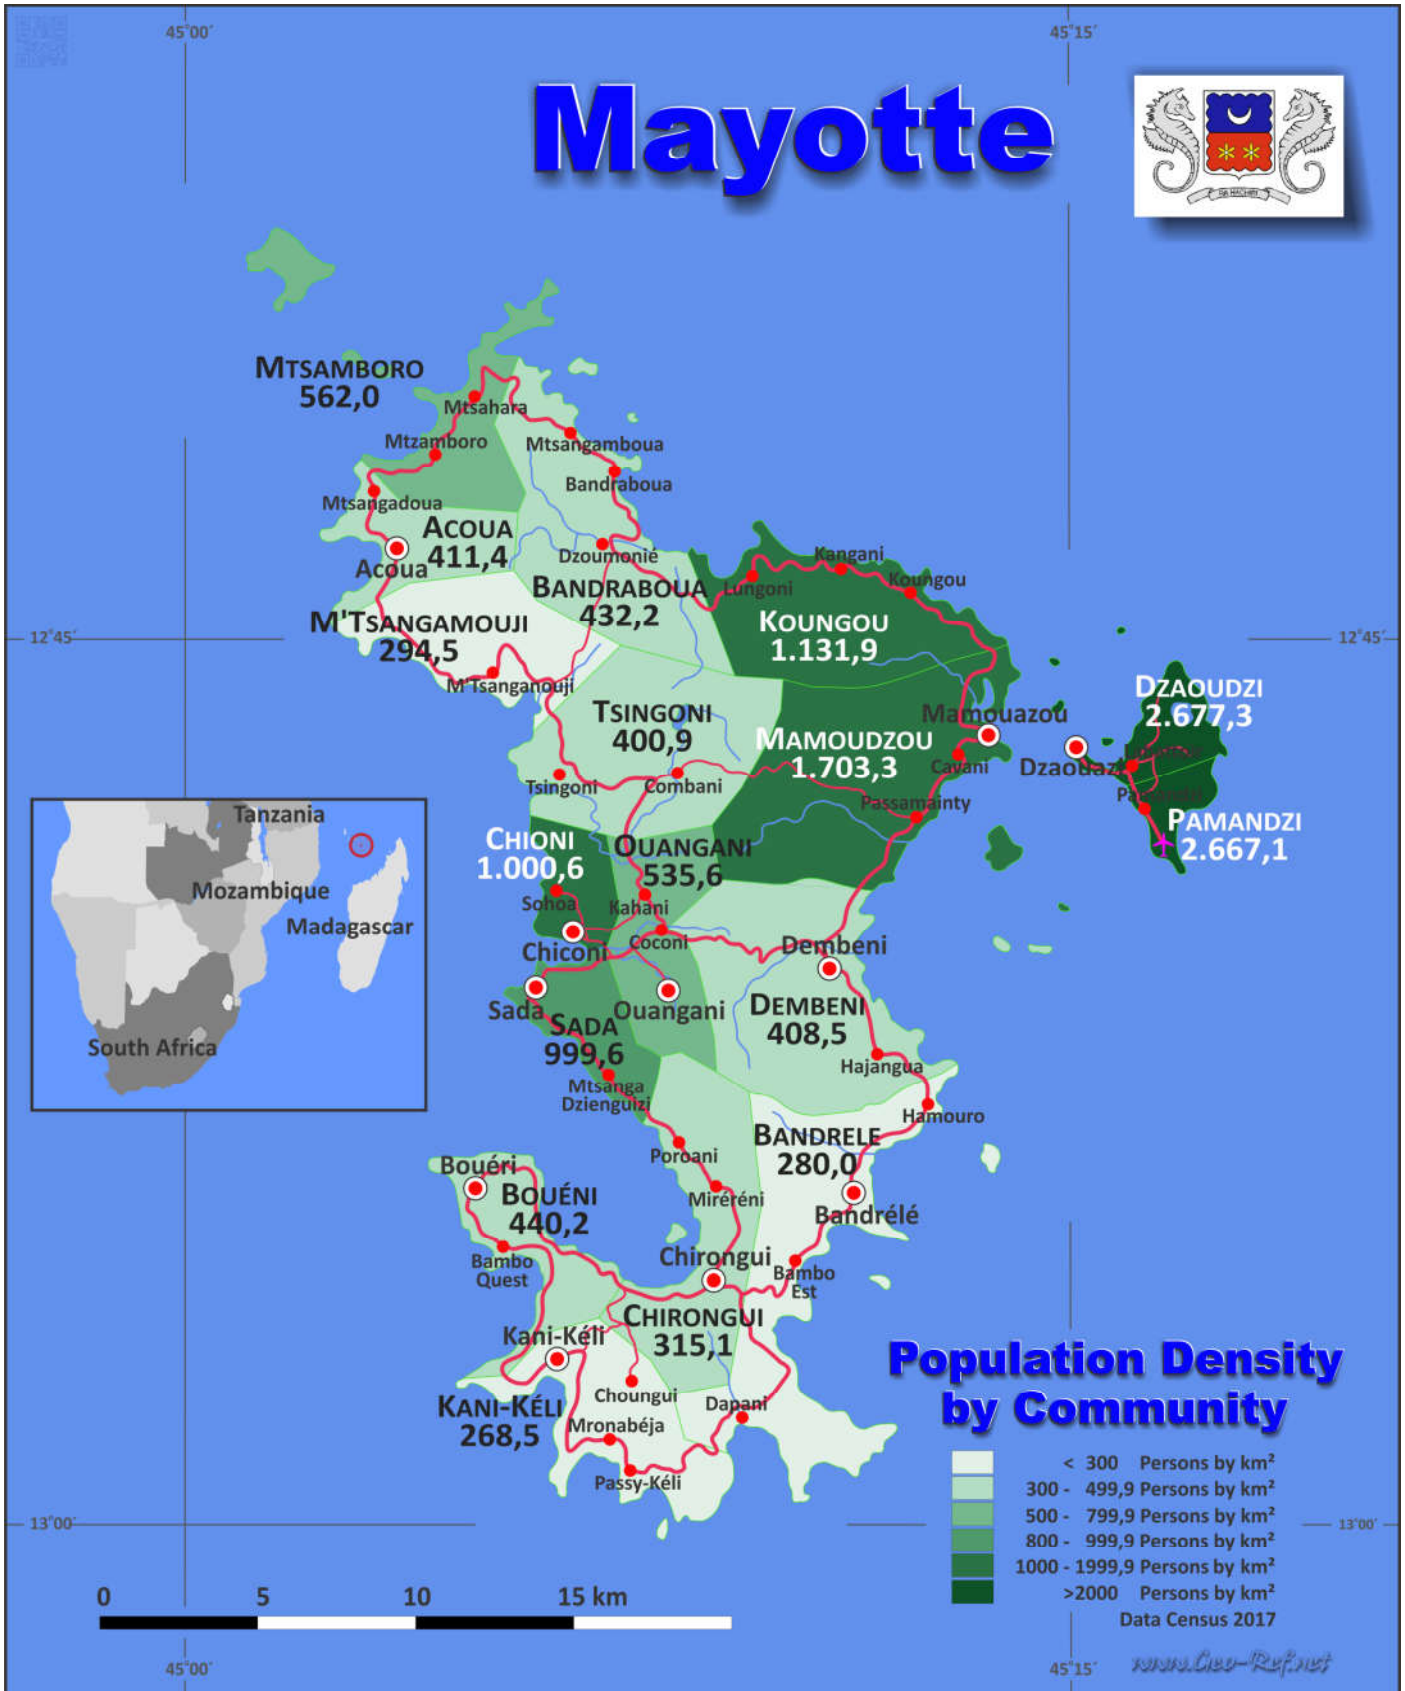 45°00´
45°15´
Mayotte
RA HACHIRI
MTSAMBORO
562,0
Mtsahara
Mtzamboro
Mtsangamboua
Bandraboua
Mtsangadoua
ACOUA
411,4
Acoua
Dzoumonié
BANDRABOUA
432,2
Lungoni
Kangani
Koungou
KOUNGOU
1.131,9
M'TSANGAMOUJI
294,5
M'Tsanganouji
12°45´
12°45´
TSINGONI
400,9
Tsingoni
Combani
MAMOUDZOU
1.703,3
Mamouazou
Cavani
Passamainty
DZAOUDZI
2.677,3
Dzaouazi
PAMANDZI
2.667,1
CHIONI
1.000,6
Sohoa
Chiconi
OUANGANI
535,6
Kahani
Coconi
Ouangani
Sada
SADA
999,6
Mtsanga
Dzienguizi
Dembeni
DEMBENI
408,5
Hajangua
Hamouro
Tanzania
Mozambique
Madagascar
South Africa
BANDRELE
280,0
Bandrélé
Poroani
Miréréni
Bouéri
BOUÉNI
440,2
Bambo
Quest
Chirongui
Bambo
Est
CHIRONGUI
315,1
Kani-Kéli
KANI-KÉLI
268,5
Choungui
Dapani
Mronabéja
Passy-Kéli
Population Density
by Community
< 300 Persons by km²
300 - 499,9 Persons by km²
500 - 799,9 Persons by km²
800 - 999,9 Persons by km²
1000 - 1999,9 Persons by km²
>2000 Persons by km²
Data Census 2017
13°00´
13°00´
0 5 10 15 km
45°00´
45°15´
www.Geo-Ref.net